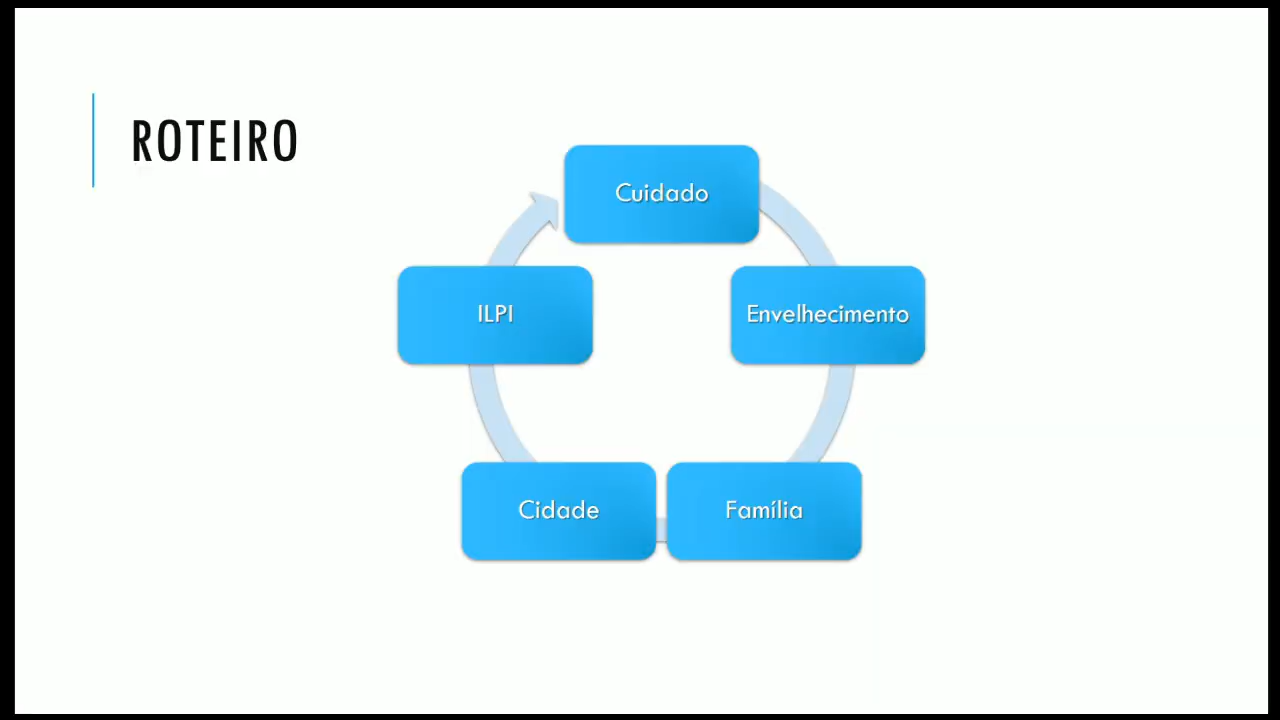 ROTEIRO
Cuidado
Envelhecimento
Família
Cidade
ILPI